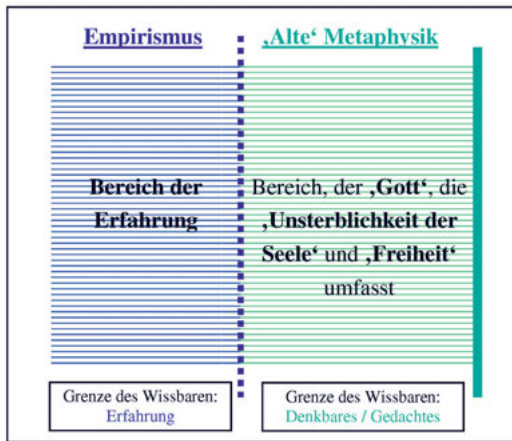 Empirismus
‚Alte‘ Metaphysik
Bereich der
Erfahrung
Bereich, der ‚Gott‘, die
‚Unsterblichkeit der
Seele‘ und ‚Freiheit‘
umfasst
Grenze des Wissbaren:
Erfahrung
Grenze des Wissbaren:
Denkbares / Gedachtes